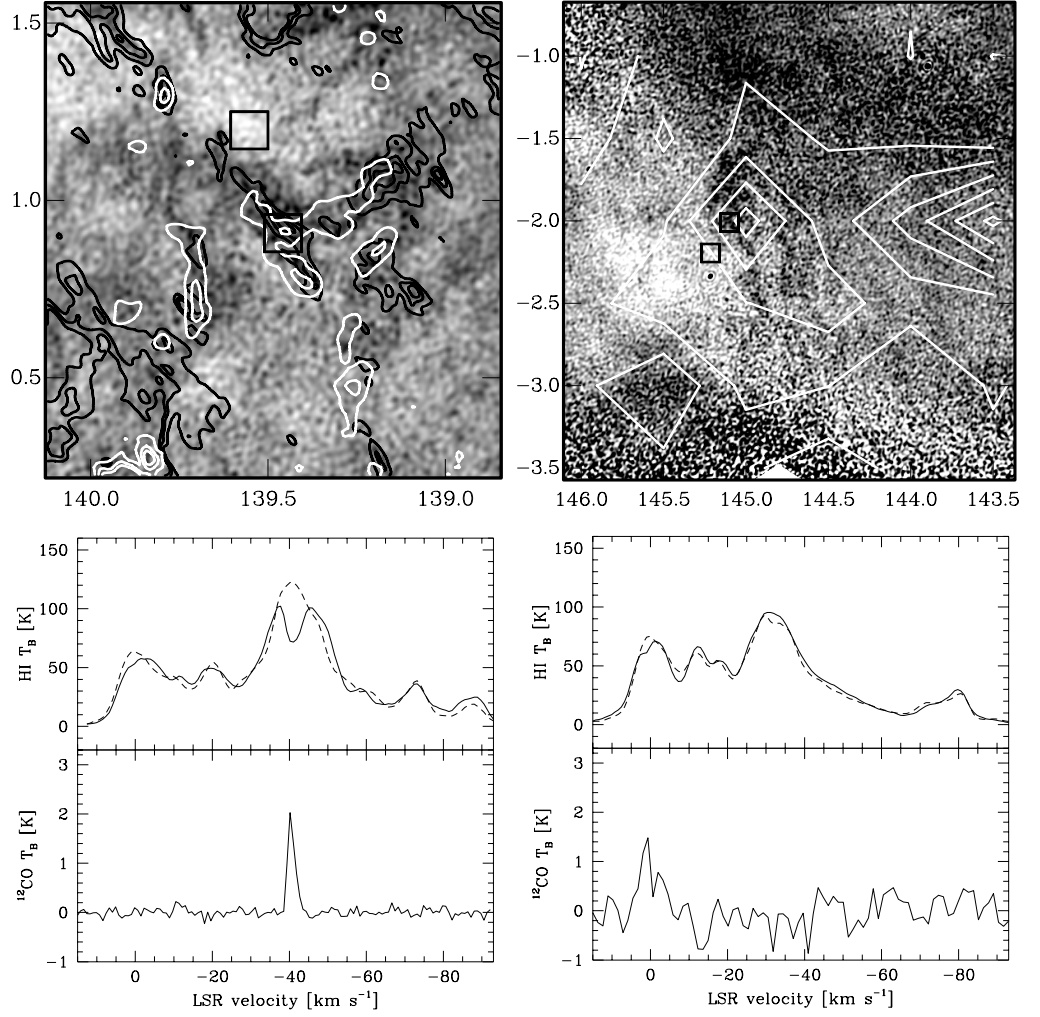 1.5
1.0
0.5
140.0 139.5 139.0
−1.0
−1.5
−2.0
−2.5
−3.0
−3.5
146.0 145.5 145.0 144.5 144.0 143.5
150
100
50
0
HI T_B [K]
3
2
1
0
−1
¹²CO T_B [K]
0 −20 −40 −60 −80
LSR velocity [km s⁻¹]
150
100
50
0
HI T_B [K]
3
2
1
0
−1
¹²CO T_B [K]
0 −20 −40 −60 −80
LSR velocity [km s⁻¹]